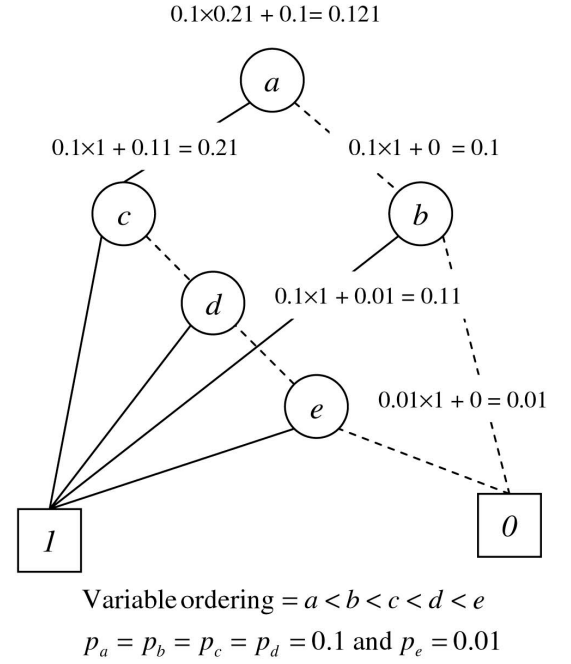 0.1×0.21 + 0.1= 0.121
a
0.1×1 + 0.11 = 0.21
0.1×1 + 0 = 0.1
c
b
d
0.1×1 + 0.01 = 0.11
e
0.01×1 + 0 = 0.01
1
0
Variable ordering = a < b < c < d < e
p_a = p_b = p_c = p_d = 0.1 and p_e = 0.01